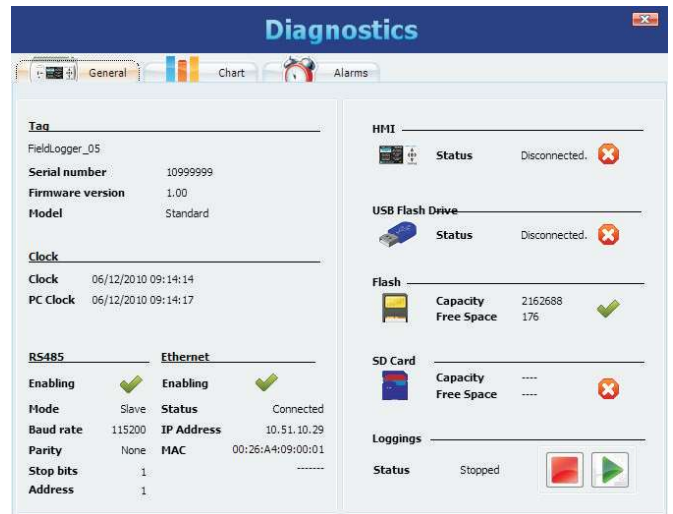 Diagnostics
General Chart Alarms
Tag
FieldLogger_05
Serial number 10999999
Firmware version 1.00
Model Standard
Clock
Clock 06/12/2010 09:14:14
PC Clock 06/12/2010 09:14:17
RS485
Enabling
Mode Slave
Baud rate 115200
Parity None
Stop bits 1
Address 1
Ethernet
Enabling
Status Connected
IP Address 10.51.10.29
MAC 00:26:A4:09:00:01
-------
HMI
Status Disconnected.
USB Flash Drive
Status Disconnected.
Flash
Capacity 2162688
Free Space 176
SD Card
Capacity ----
Free Space ----
Loggings
Status Stopped